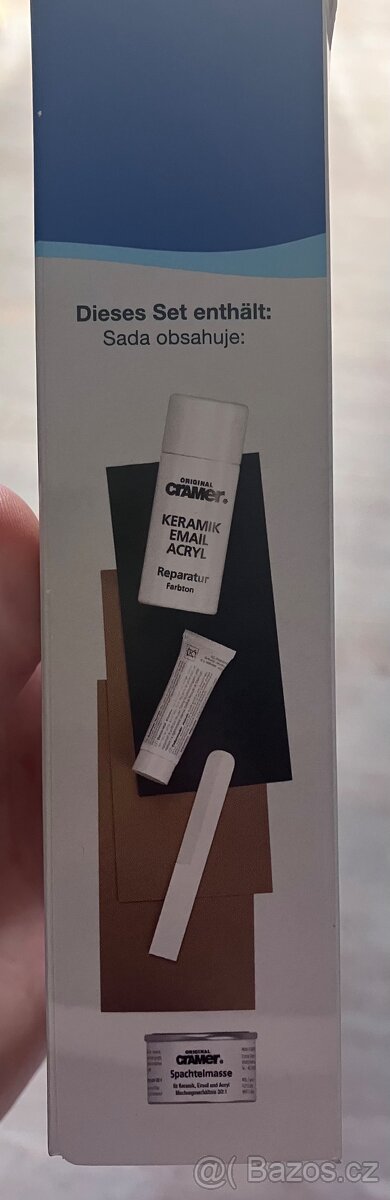 Dieses Set enthält:
Sada obsahuje:
ORIGINAL
CRAMER®
KERAMIK
EMAIL
ACRYL
Reparatur
Farbton
ORIGINAL
CRAMER®
Spachtelmasse
für Keramik, Email und Acryl
Bazos.cz